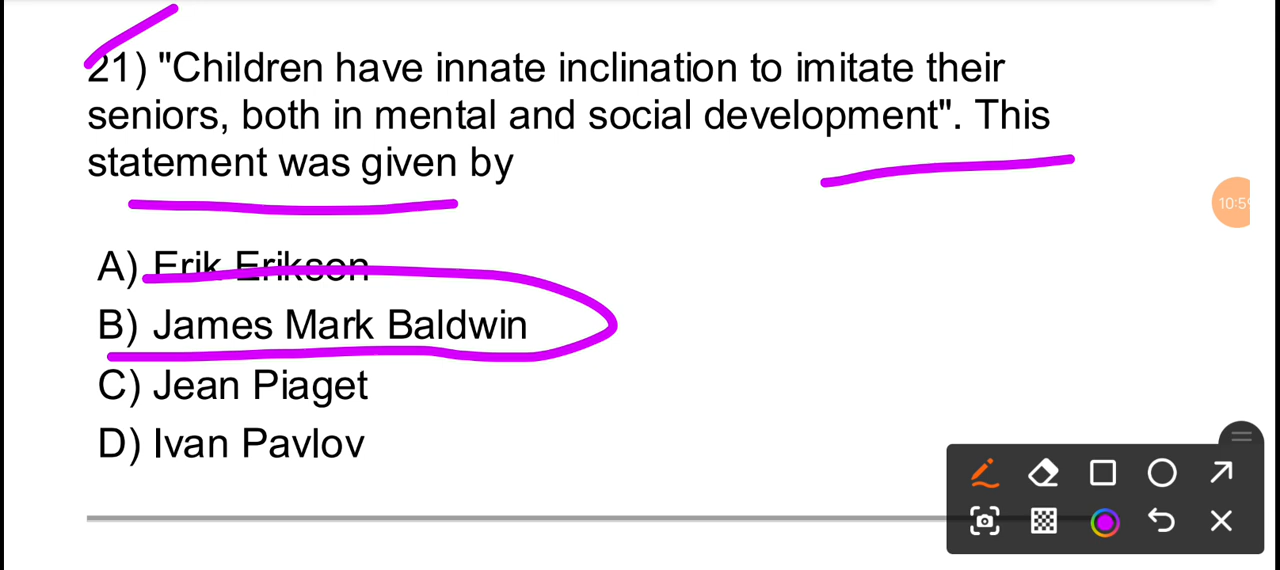 21) "Children have innate inclination to imitate their
seniors, both in mental and social development". This
statement was given by
A) Erik Erikson
B) James Mark Baldwin
C) Jean Piaget
D) Ivan Pavlov